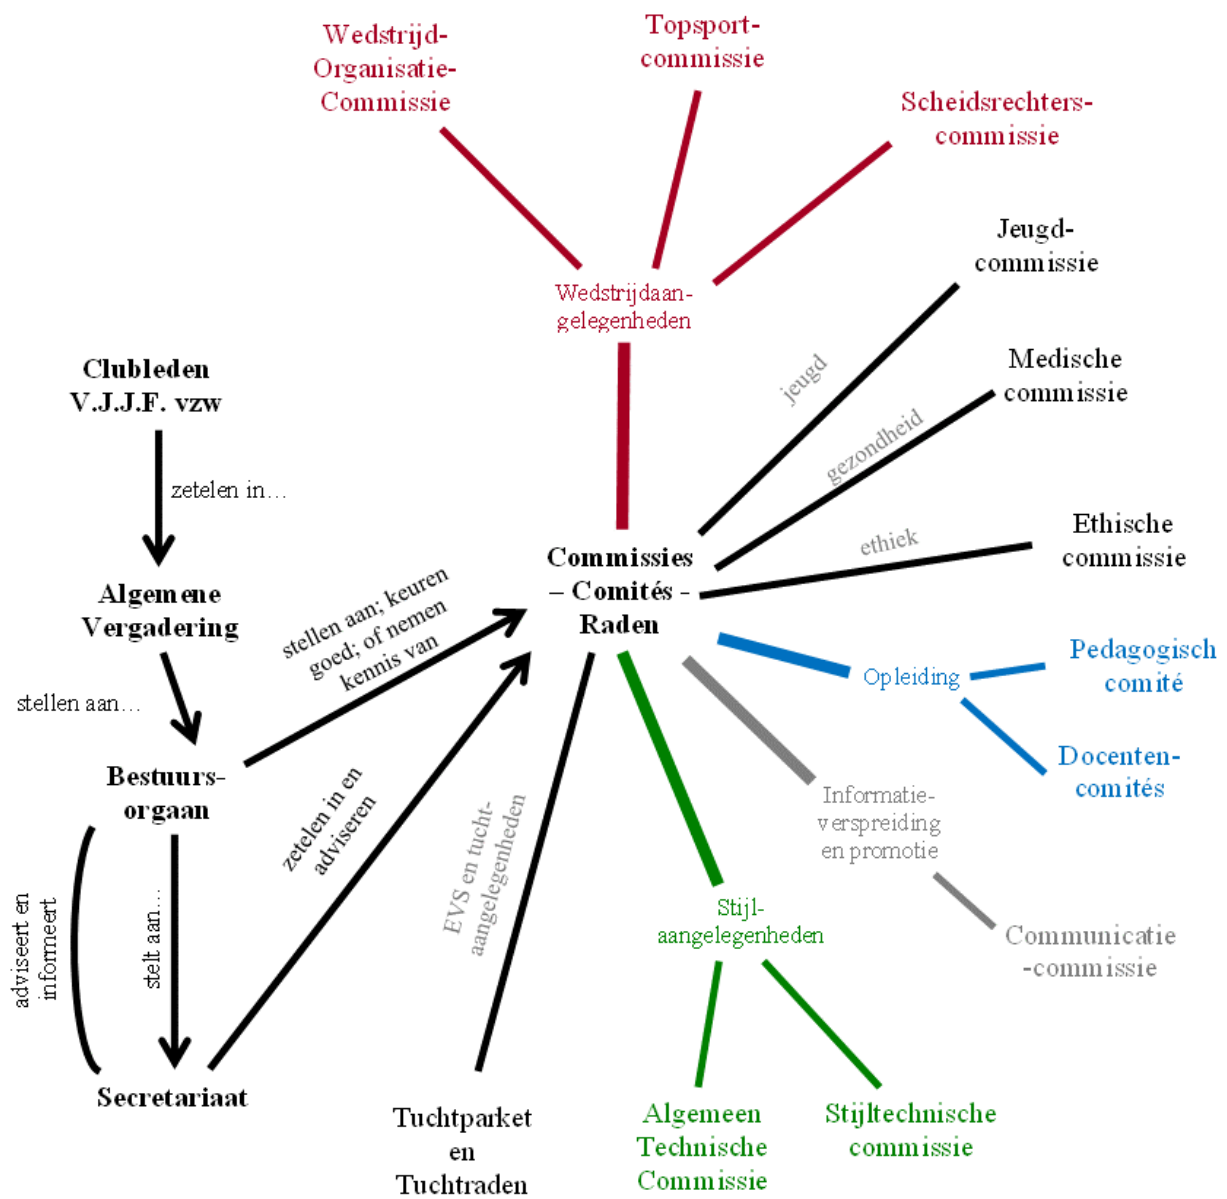 Wedstrijd-
Organisatie-
Commissie
Topsport-
commissie
Scheidsrechters-
commissie
Wedstrijdaan-
gelegenheden
Jeugd-
commissie
jeugd
Medische
commissie
gezondheid
Ethische
commissie
ethiek
Clubleden
V.J.J.F. vzw
zetelen in…
Algemene
Vergadering
stellen aan…
Bestuurs-
orgaan
stellen aan; keuren
goed; of nemen
kennis van
Commissies
– Comités -
Raden
Opleiding
Pedagogisch
comité
Docenten-
comités
Informatie-
verspreiding
en promotie
Communicatie
-commissie
zetelen in en
adviseren
EVS en tucht-
aangelegenheden
adviseert en
informeert
stelt aan…
Secretariaat
Tuchtparket
en
Tuchtraden
Stijl-
aangelegenheden
Algemeen
Technische
Commissie
Stijltechnische
commissie